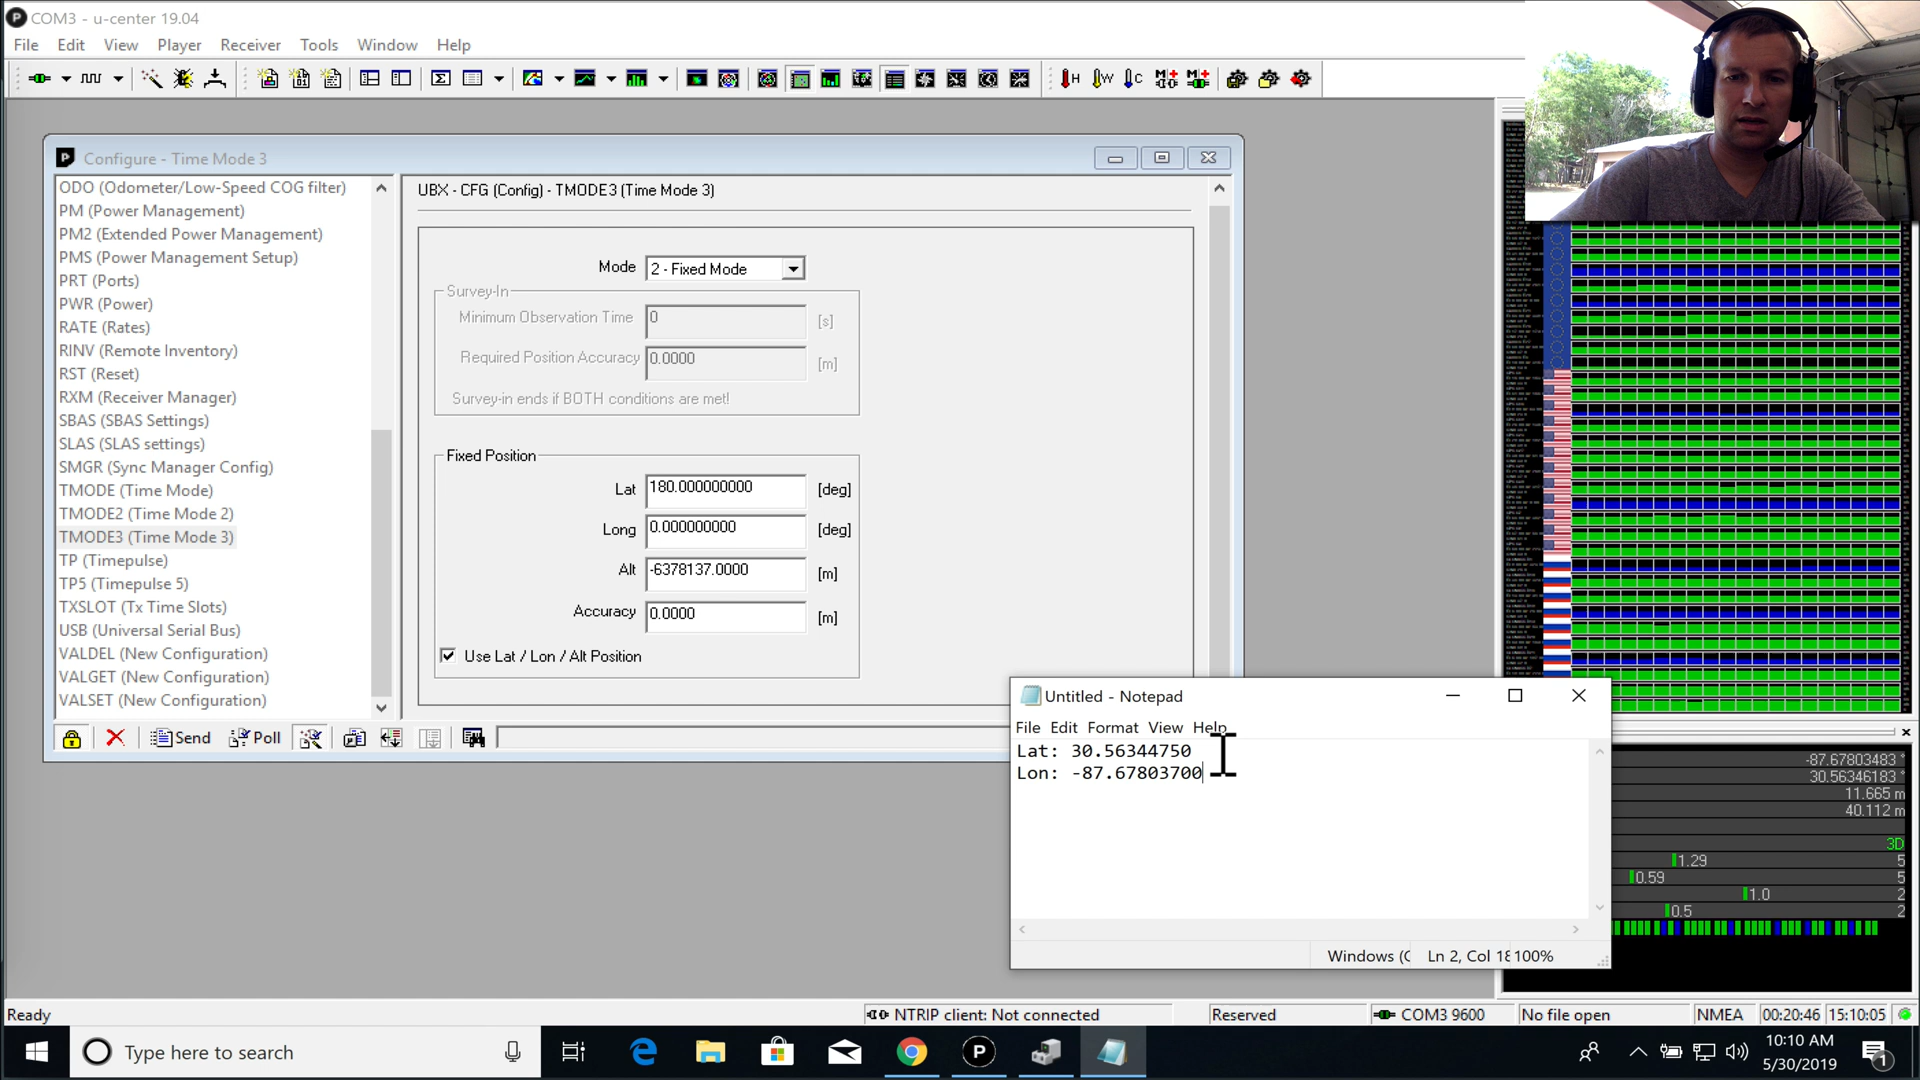 COM3 - u-center 19.04
File Edit View Player Receiver Tools Window Help
Configure - Time Mode 3
ODO (Odometer/Low-Speed COG filter)
PM (Power Management)
PM2 (Extended Power Management)
PMS (Power Management Setup)
PRT (Ports)
PWR (Power)
RATE (Rates)
RINV (Remote Inventory)
RST (Reset)
RXM (Receiver Manager)
SBAS (SBAS Settings)
SLAS (SLAS settings)
SMGR (Sync Manager Config)
TMODE (Time Mode)
TMODE2 (Time Mode 2)
TMODE3 (Time Mode 3)
TP (Timepulse)
TP5 (Timepulse 5)
TXSLOT (Tx Time Slots)
USB (Universal Serial Bus)
VALDEL (New Configuration)
VALGET (New Configuration)
VALSET (New Configuration)
UBX - CFG (Config) - TMODE3 (Time Mode 3)
Mode 2 - Fixed Mode
Survey-In
Minimum Observation Time 0 [s]
Required Position Accuracy 0.0000 [m]
Survey-in ends if BOTH conditions are met!
Fixed Position
Lat 180.000000000 [deg]
Long 0.000000000 [deg]
Alt -6378137.0000 [m]
Accuracy 0.0000 [m]
Use Lat / Lon / Alt Position
Send Poll
Untitled - Notepad
File Edit Format View Help
Lat: 30.56344750
Lon: -87.67803700
Windows (C Ln 2, Col 18 100%
-87.67803483 °
30.56346183 °
11.665 m
40.112 m
3D
1.29 5
0.59 5
1.0 2
0.5 2
Ready NTRIP client: Not connected Reserved COM3 9600 No file open NMEA 00:20:46 15:10:05
Type here to search
10:10 AM
5/30/2019
1